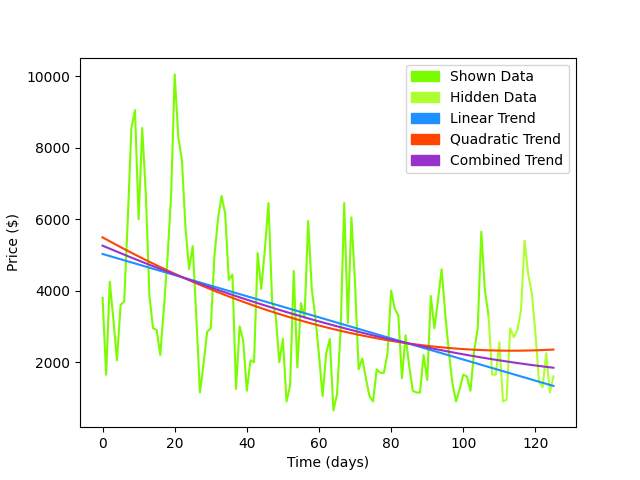 Shown Data
Hidden Data
Linear Trend
Quadratic Trend
Combined Trend
10000
8000
6000
4000
2000
Price ($)
0
20
40
60
80
100
120
Time (days)